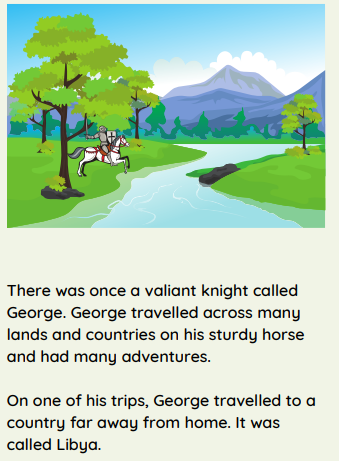 There was once a valiant knight called
George. George travelled across many
lands and countries on his sturdy horse
and had many adventures.
On one of his trips, George travelled to a
country far away from home. It was
called Libya.